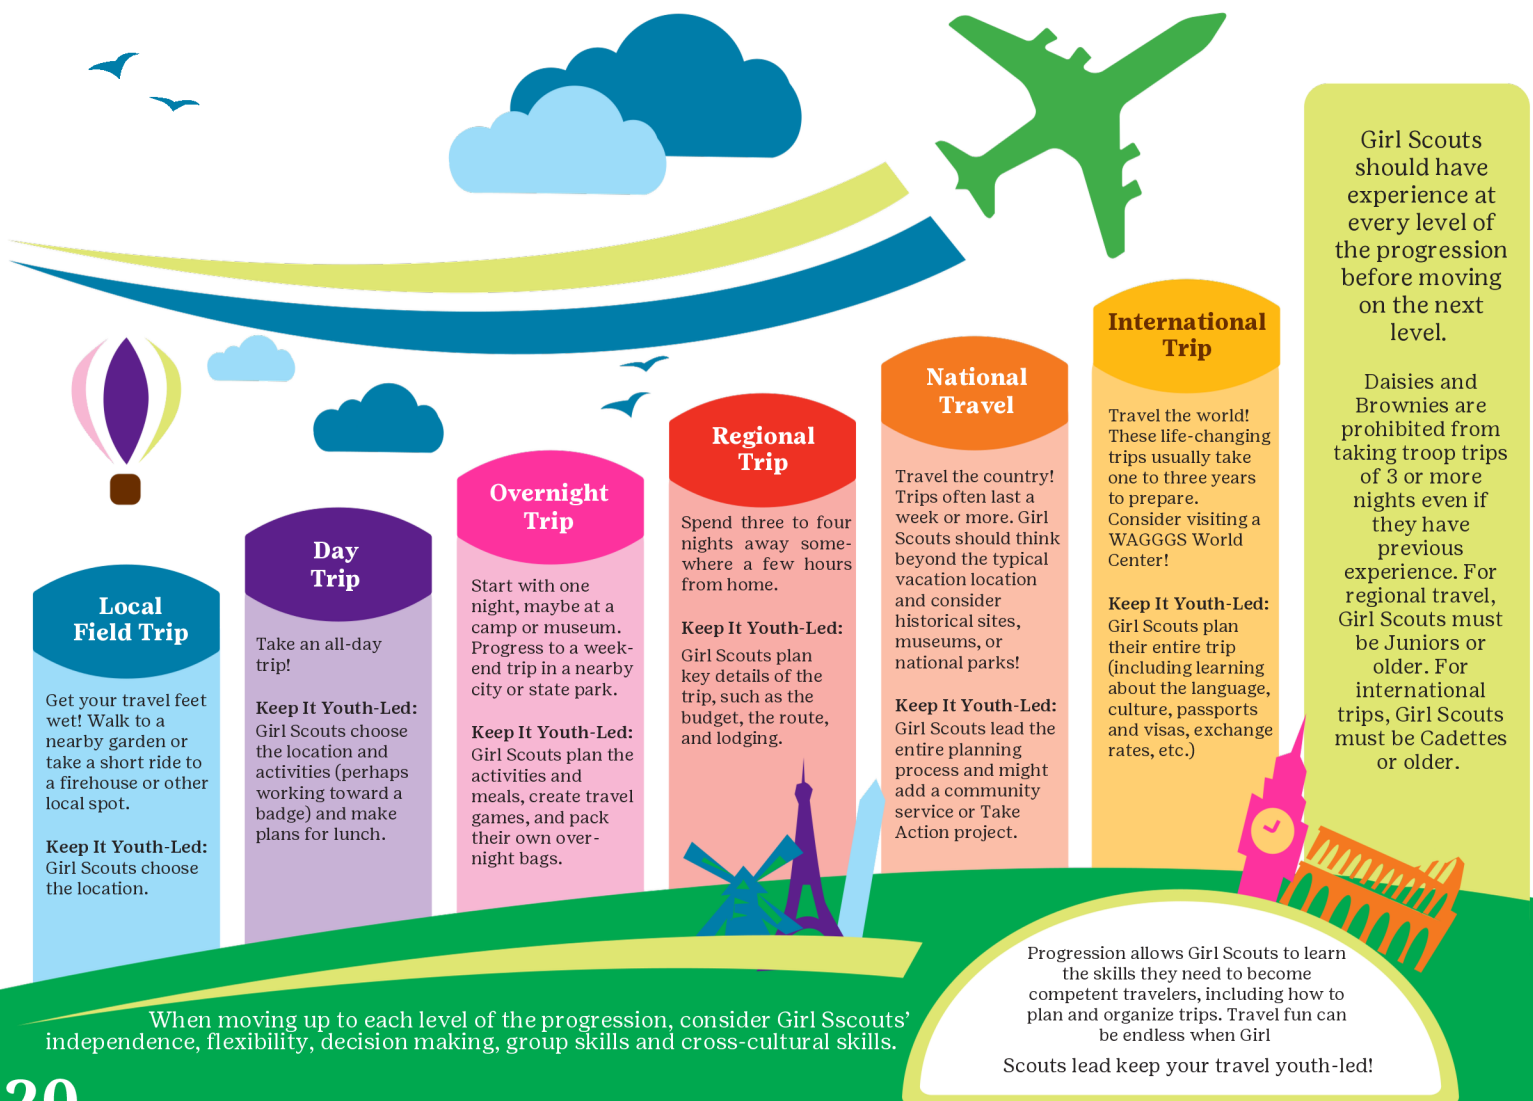 Local
Field Trip
Get your travel feet
wet! Walk to a
nearby garden or
take a short ride to
a firehouse or other
local spot.
Keep It Youth-Led:
Girl Scouts choose
the location.
Day
Trip
Take an all-day
trip!
Keep It Youth-Led:
Girl Scouts choose
the location and
activities (perhaps
working toward a
badge) and make
plans for lunch.
Overnight
Trip
Start with one
night, maybe at a
camp or museum.
Progress to a week-
end trip in a nearby
city or state park.
Keep It Youth-Led:
Girl Scouts plan the
activities and
meals, create travel
games, and pack
their own over-
night bags.
Regional
Trip
Spend three to four
nights away some-
where a few hours
from home.
Keep It Youth-Led:
Girl Scouts plan
key details of the
trip, such as the
budget, the route,
and lodging.
National
Travel
Travel the country!
Trips often last a
week or more. Girl
Scouts should think
beyond the typical
vacation location
and consider
historical sites,
museums, or
national parks!
Keep It Youth-Led:
Girl Scouts lead the
entire planning
process and might
add a community
service or Take
Action project.
International
Trip
Travel the world!
These life-changing
trips usually take
one to three years
to prepare.
Consider visiting a
WAGGGS World
Center!
Keep It Youth-Led:
Girl Scouts plan
their entire trip
(including learning
about the language,
culture, passports
and visas, exchange
rates, etc.)
Girl Scouts
should have
experience at
every level of
the progression
before moving
on the next
level.
Daisies and
Brownies are
prohibited from
taking troop trips
of 3 or more
nights even if
they have
previous
experience. For
regional travel,
Girl Scouts must
be Juniors or
older. For
international
trips, Girl Scouts
must be Cadettes
or older.
When moving up to each level of the progression, consider Girl Sscouts’
independence, flexibility, decision making, group skills and cross-cultural skills.
Progression allows Girl Scouts to learn
the skills they need to become
competent travelers, including how to
plan and organize trips. Travel fun can
be endless when Girl
Scouts lead keep your travel youth-led!
20